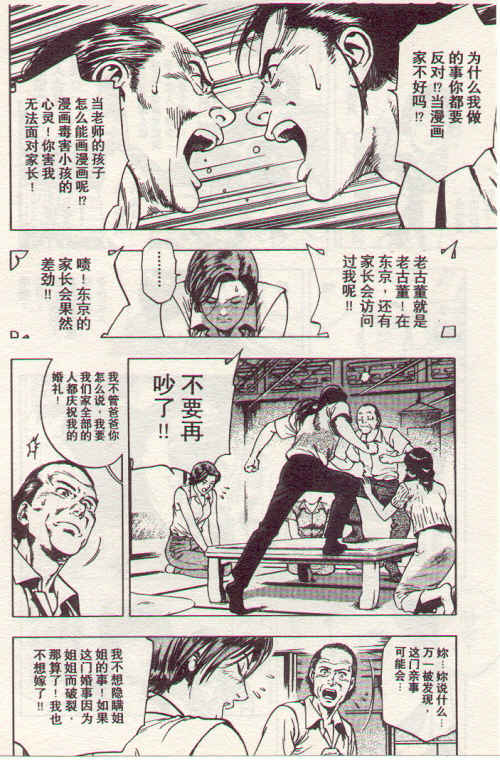 为什么我做
的事你都要
反对!?当漫画
家不好吗!?
当老师的孩子
怎么能画漫画呢!?
漫画毒害小孩的
心灵!你害我
无法面对家长!
老古董就是
老古董!在
东京,还有
家长会访问
过我呢!!
………
啧!东京的
家长会果然
差劲!!
不要再
吵了!!
我不管爸爸你
怎么说,我要
我们家全部的
人都庆祝我的
婚礼!
妳…妳说什么…
万一被发现,
这门亲事
可能会…
我不想隐瞒姐
姐的事!如果
这门婚事因为
姐姐而破裂,
那算了!我也
不想嫁了!!